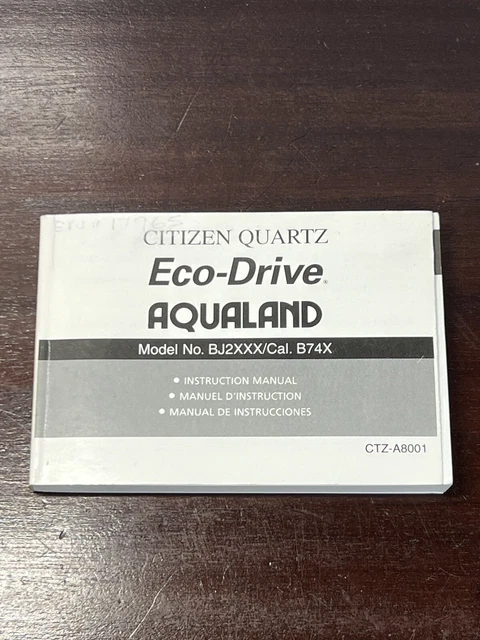 CITIZEN QUARTZ
Eco-Drive®
AQUALAND
Model No. BJ2XXX/Cal. B74X
• INSTRUCTION MANUAL
• MANUEL D'INSTRUCTION
• MANUAL DE INSTRUCCIONES
CTZ-A8001